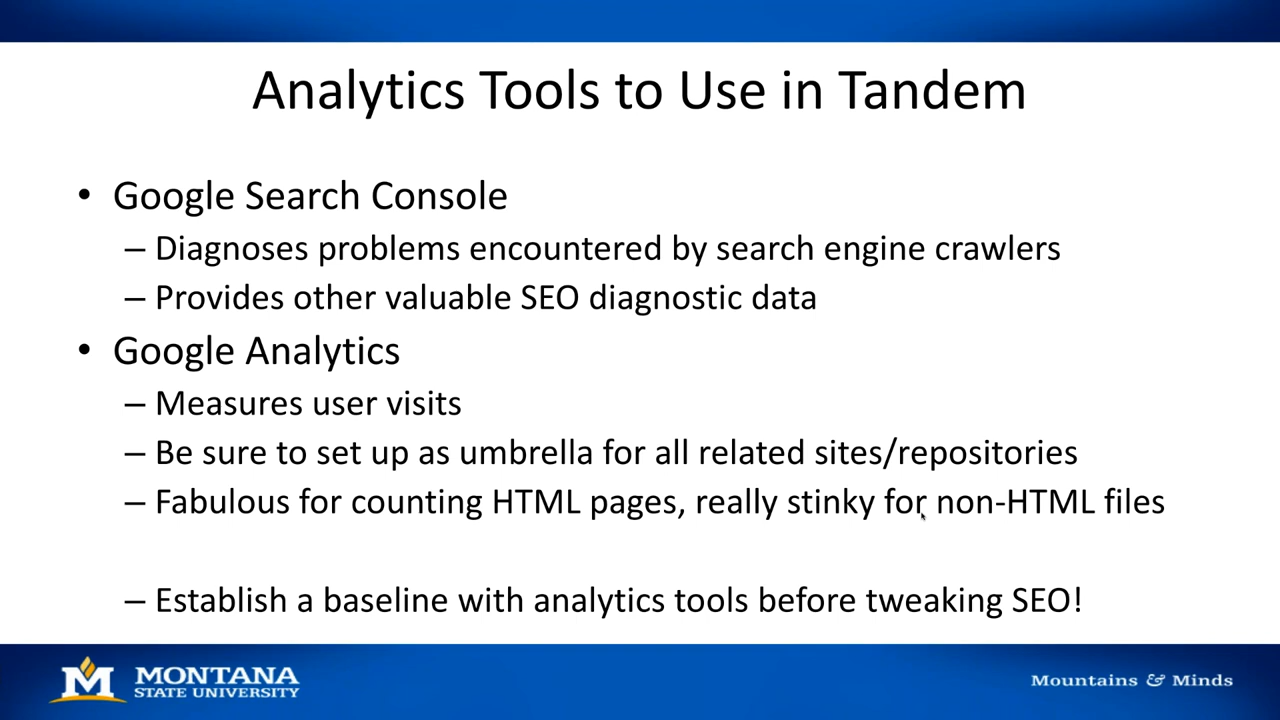 Analytics Tools to Use in Tandem
• Google Search Console
– Diagnoses problems encountered by search engine crawlers
– Provides other valuable SEO diagnostic data
• Google Analytics
– Measures user visits
– Be sure to set up as umbrella for all related sites/repositories
– Fabulous for counting HTML pages, really stinky for non-HTML files
– Establish a baseline with analytics tools before tweaking SEO!
M MONTANA
STATE UNIVERSITY
Mountains & Minds